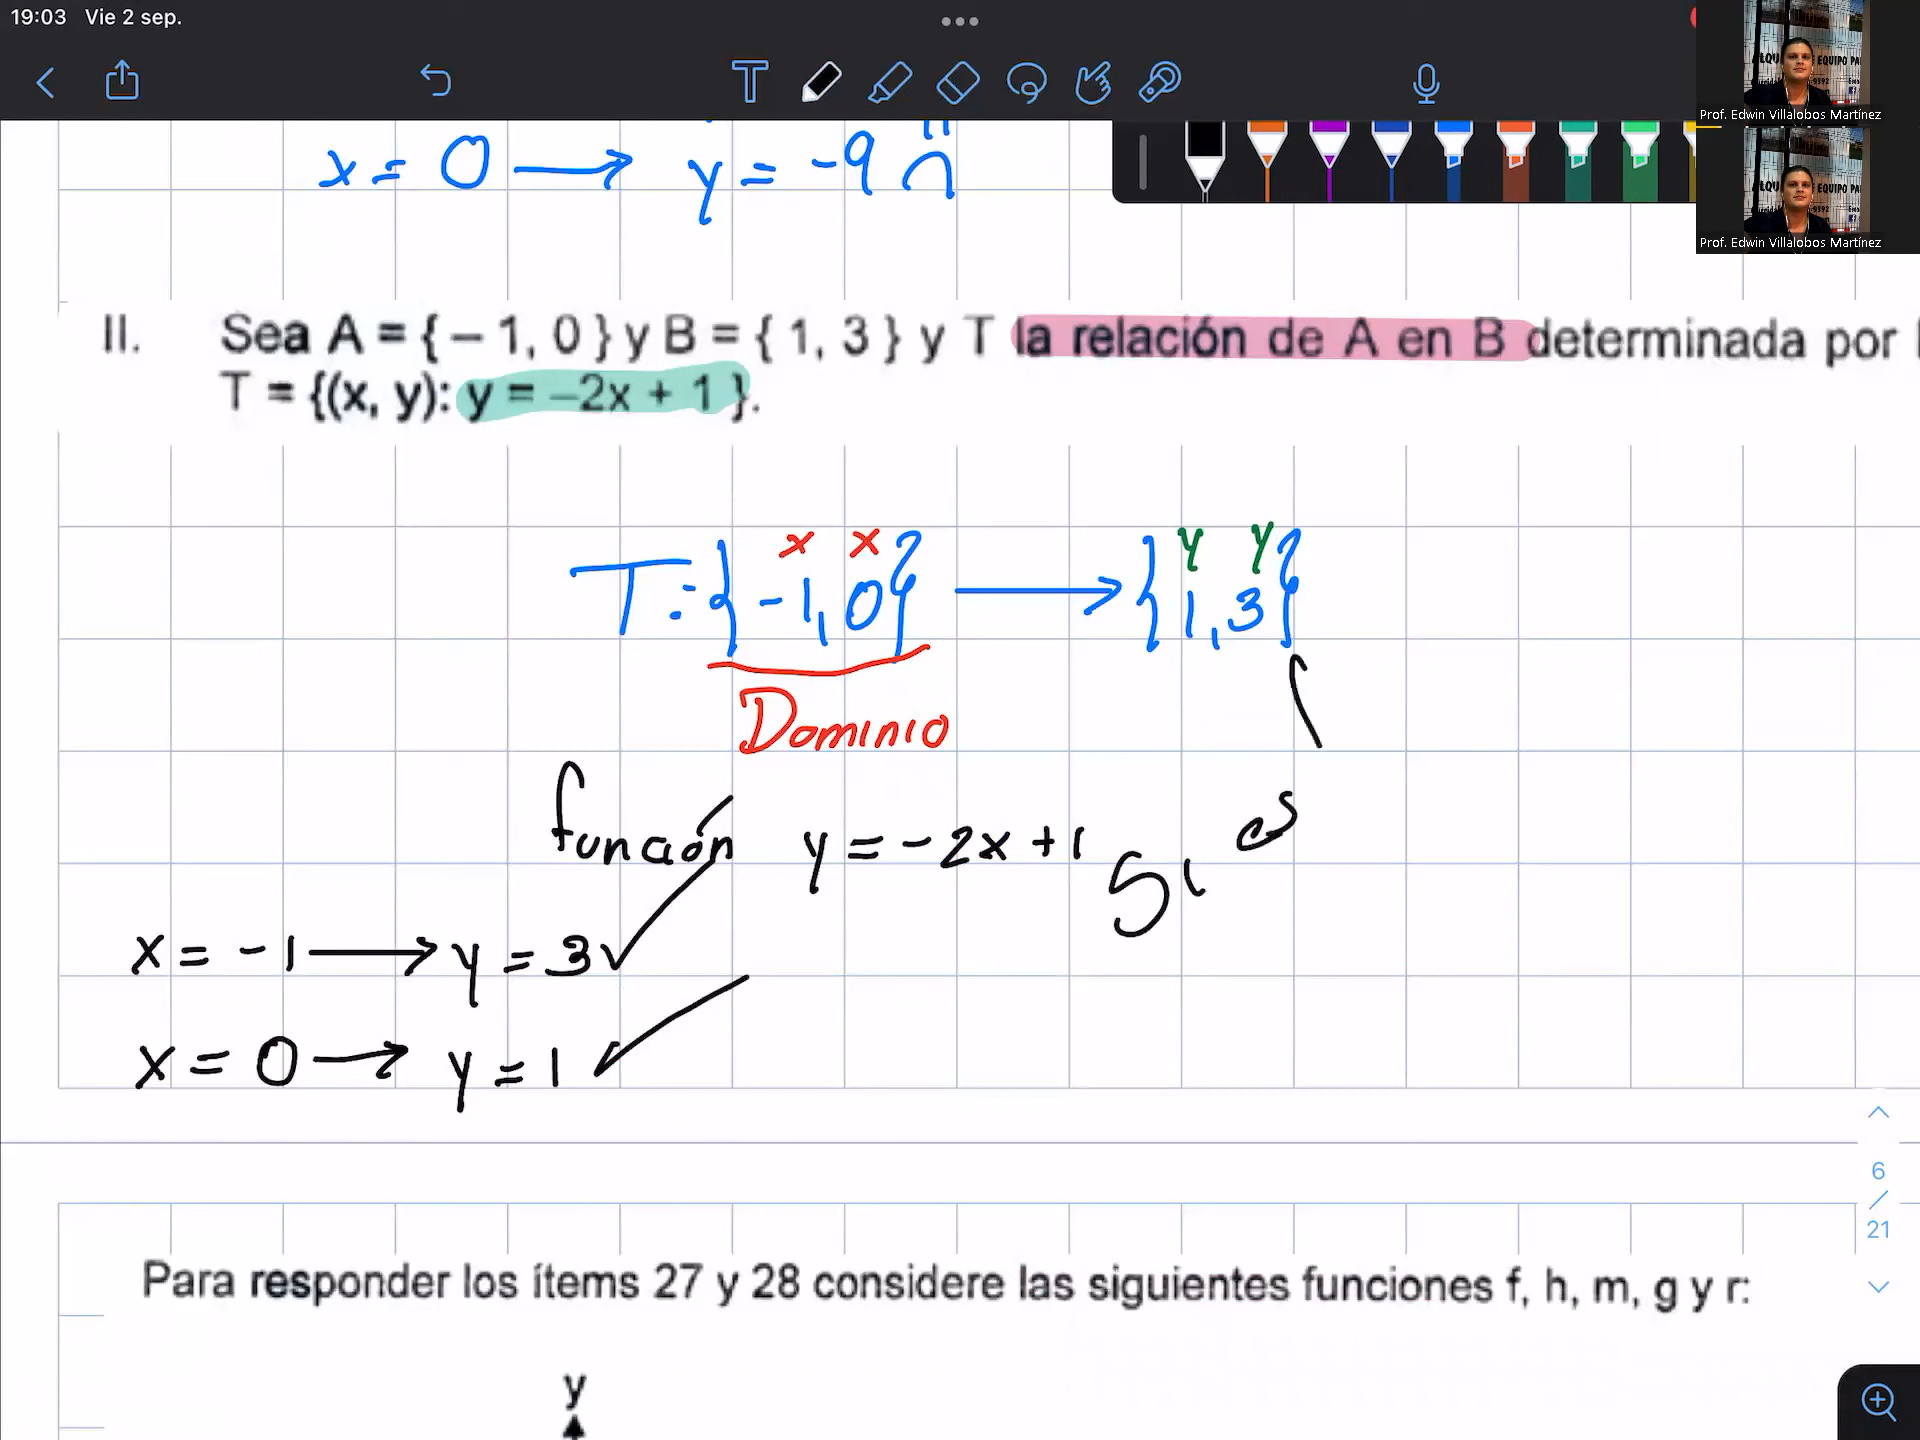 19:03 Vie 2 sep.
Prof. Edwin Villalobos Martínez
Prof. Edwin Villalobos Martínez
x = 0 → y = -9
II. Sea A = { – 1, 0 } y B = { 1, 3 } y T la relación de A en B determinada por
T = {(x, y): y = –2x + 1 }.
x x y y
T: {-1, 0} → {1, 3}
Dominio
función y = -2x + 1 Si es
x = -1 → y = 3 ✓
x = 0 → y = 1 ✓
6
/
21
Para responder los ítems 27 y 28 considere las siguientes funciones f, h, m, g y r:
y